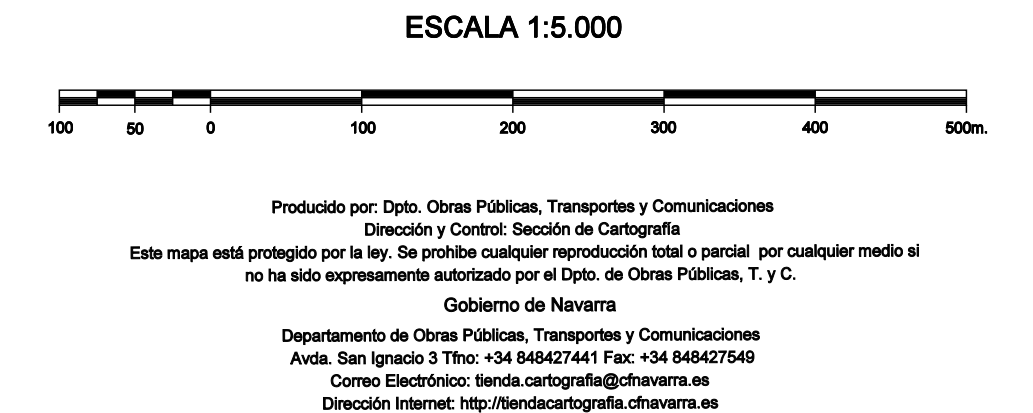 ESCALA 1:5.000
100 50 0 100 200 300 400 500m.
Producido por: Dpto. Obras Públicas, Transportes y Comunicaciones
Dirección y Control: Sección de Cartografía
Este mapa está protegido por la ley. Se prohibe cualquier reproducción total o parcial por cualquier medio si
no ha sido expresamente autorizado por el Dpto. de Obras Públicas, T. y C.
Gobierno de Navarra
Departamento de Obras Públicas, Transportes y Comunicaciones
Avda. San Ignacio 3 Tfno: +34 848427441 Fax: +34 848427549
Correo Electrónico: tienda.cartografia@cfnavarra.es
Dirección Internet: http://tiendacartografia.cfnavarra.es